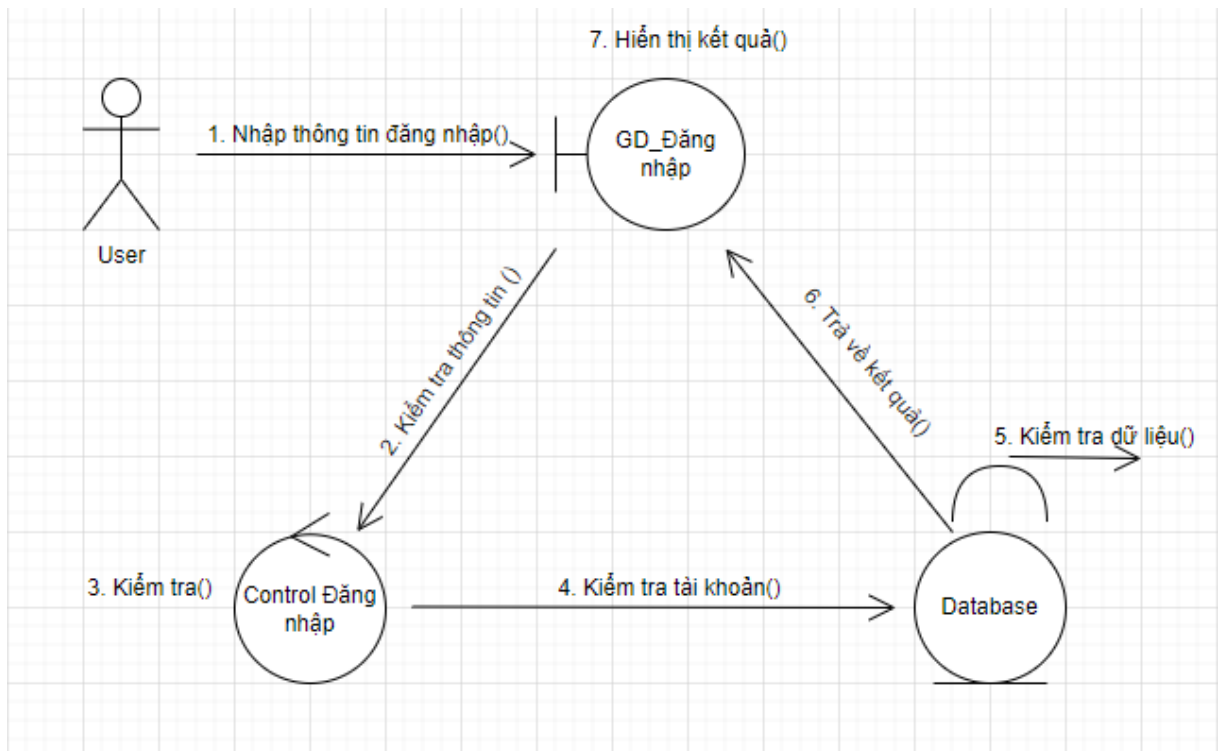 7. Hiển thị kết quả()
1. Nhập thông tin đăng nhập()
GD_Đăng
nhập
User
2. Kiểm tra thông tin ()
6. Trả về kết quả()
5. Kiểm tra dữ liệu()
3. Kiểm tra()
Control Đăng
nhập
4. Kiểm tra tài khoản()
Database